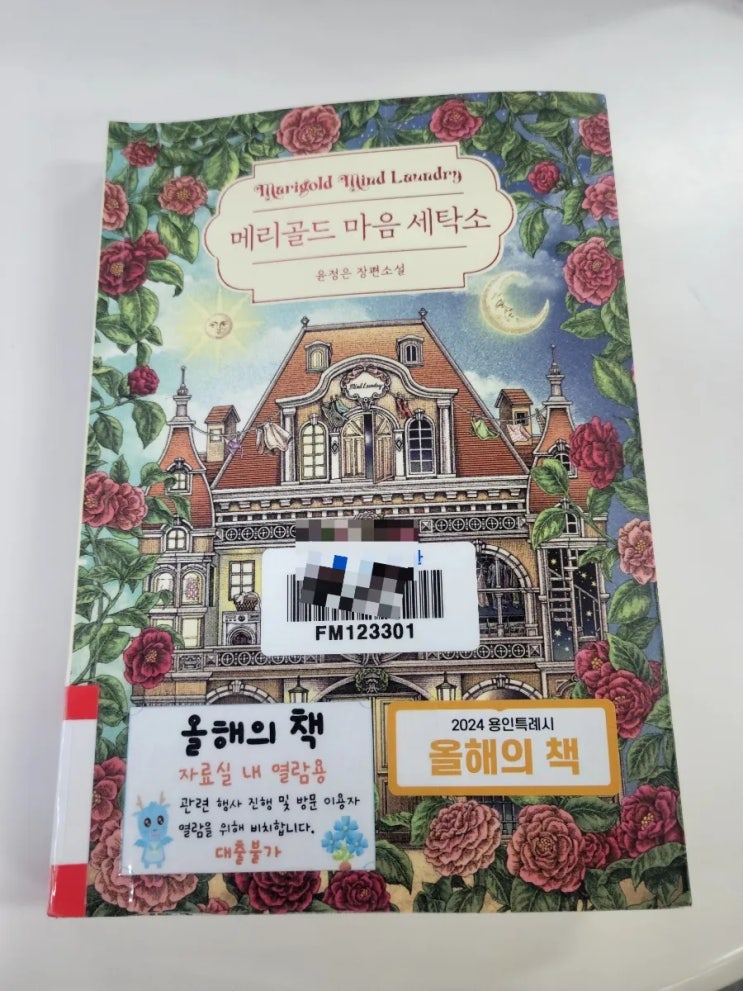 Marigold Mind Laundry
메리골드 마음 세탁소
윤정은 장편소설
Mind Laundry
FM123301
올해의 책
자료실 내 열람용
관련 행사 진행 및 방문 이용자
열람을 위해 비치합니다.
대출불가
2024 용인특례시
올해의 책